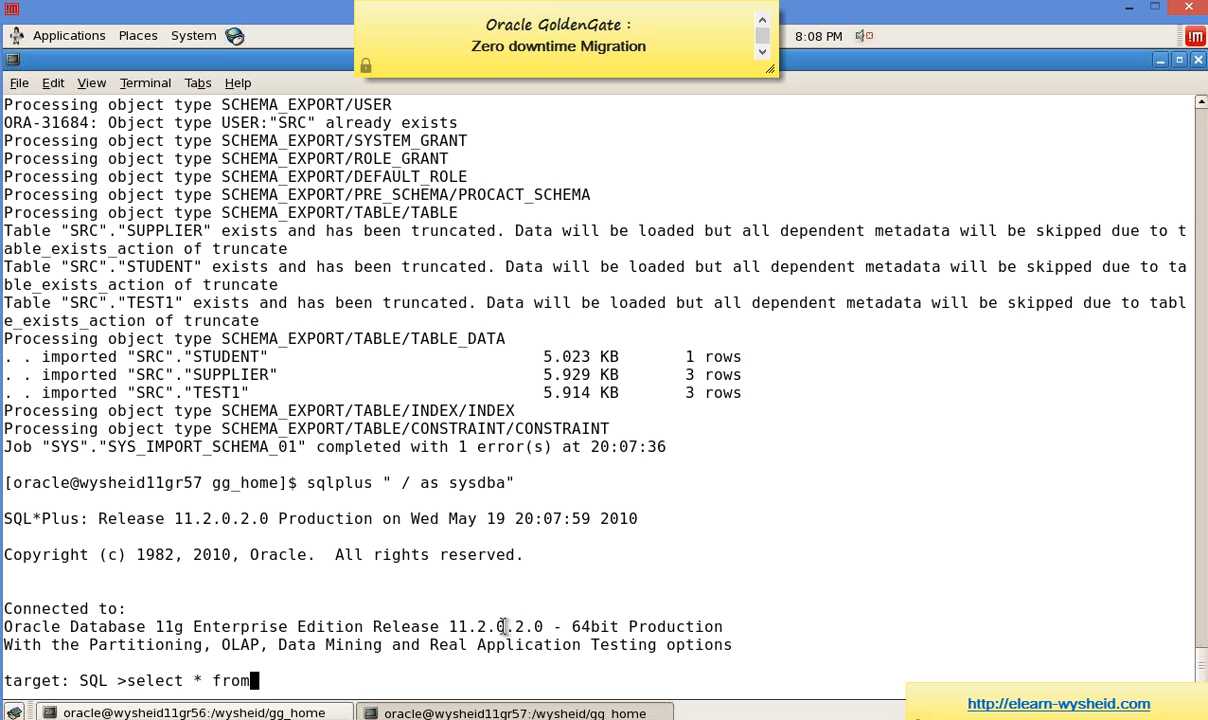 Oracle GoldenGate :
Zero downtime Migration
Applications Places System
8:08 PM
File Edit View Terminal Tabs Help
Processing object type SCHEMA_EXPORT/USER
ORA-31684: Object type USER:"SRC" already exists
Processing object type SCHEMA_EXPORT/SYSTEM_GRANT
Processing object type SCHEMA_EXPORT/ROLE_GRANT
Processing object type SCHEMA_EXPORT/DEFAULT_ROLE
Processing object type SCHEMA_EXPORT/PRE_SCHEMA/PROCACT_SCHEMA
Processing object type SCHEMA_EXPORT/TABLE/TABLE
Table "SRC"."SUPPLIER" exists and has been truncated. Data will be loaded but all dependent metadata will be skipped due to t
able_exists_action of truncate
Table "SRC"."STUDENT" exists and has been truncated. Data will be loaded but all dependent metadata will be skipped due to ta
ble_exists_action of truncate
Table "SRC"."TEST1" exists and has been truncated. Data will be loaded but all dependent metadata will be skipped due to tabl
e_exists_action of truncate
Processing object type SCHEMA_EXPORT/TABLE/TABLE_DATA
. . imported "SRC"."STUDENT" 5.023 KB 1 rows
. . imported "SRC"."SUPPLIER" 5.929 KB 3 rows
. . imported "SRC"."TEST1" 5.914 KB 3 rows
Processing object type SCHEMA_EXPORT/TABLE/INDEX/INDEX
Processing object type SCHEMA_EXPORT/TABLE/CONSTRAINT/CONSTRAINT
Job "SYS"."SYS_IMPORT_SCHEMA_01" completed with 1 error(s) at 20:07:36
[oracle@wysheid11gr57 gg_home]$ sqlplus " / as sysdba"
SQL*Plus: Release 11.2.0.2.0 Production on Wed May 19 20:07:59 2010
Copyright (c) 1982, 2010, Oracle.  All rights reserved.
Connected to:
Oracle Database 11g Enterprise Edition Release 11.2.0.2.0 - 64bit Production
With the Partitioning, OLAP, Data Mining and Real Application Testing options
target: SQL >select * from
http://elearn-wysheid.com
oracle@wysheid11gr56:/wysheid/gg_home
oracle@wysheid11gr57:/wysheid/gg_home